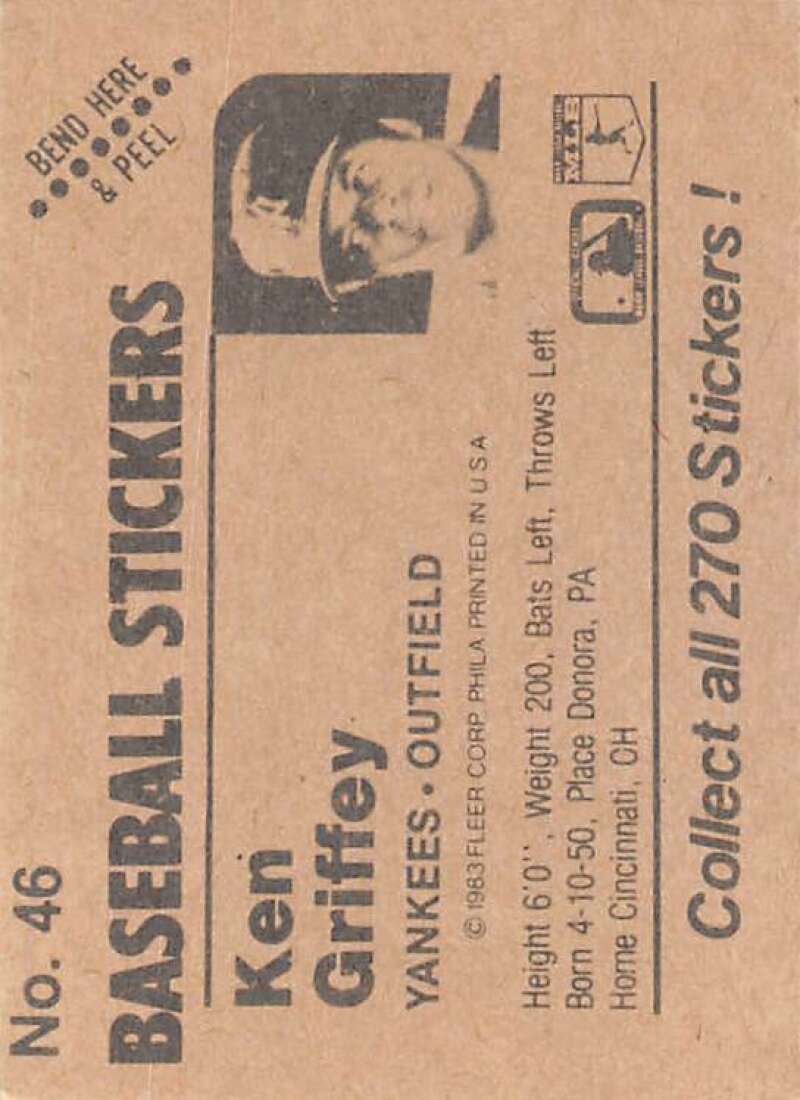 No. 46
BEND HERE
& PEEL
BASEBALL STICKERS
Ken
Griffey
YANKEES • OUTFIELD
© 1983 FLEER CORP. PHILA PRINTED IN U S A
Height 6'0'', Weight 200, Bats Left, Throws Left
Born 4-10-50, Place Donora, PA
Home Cincinnati, OH
MLB
Collect all 270 Stickers!